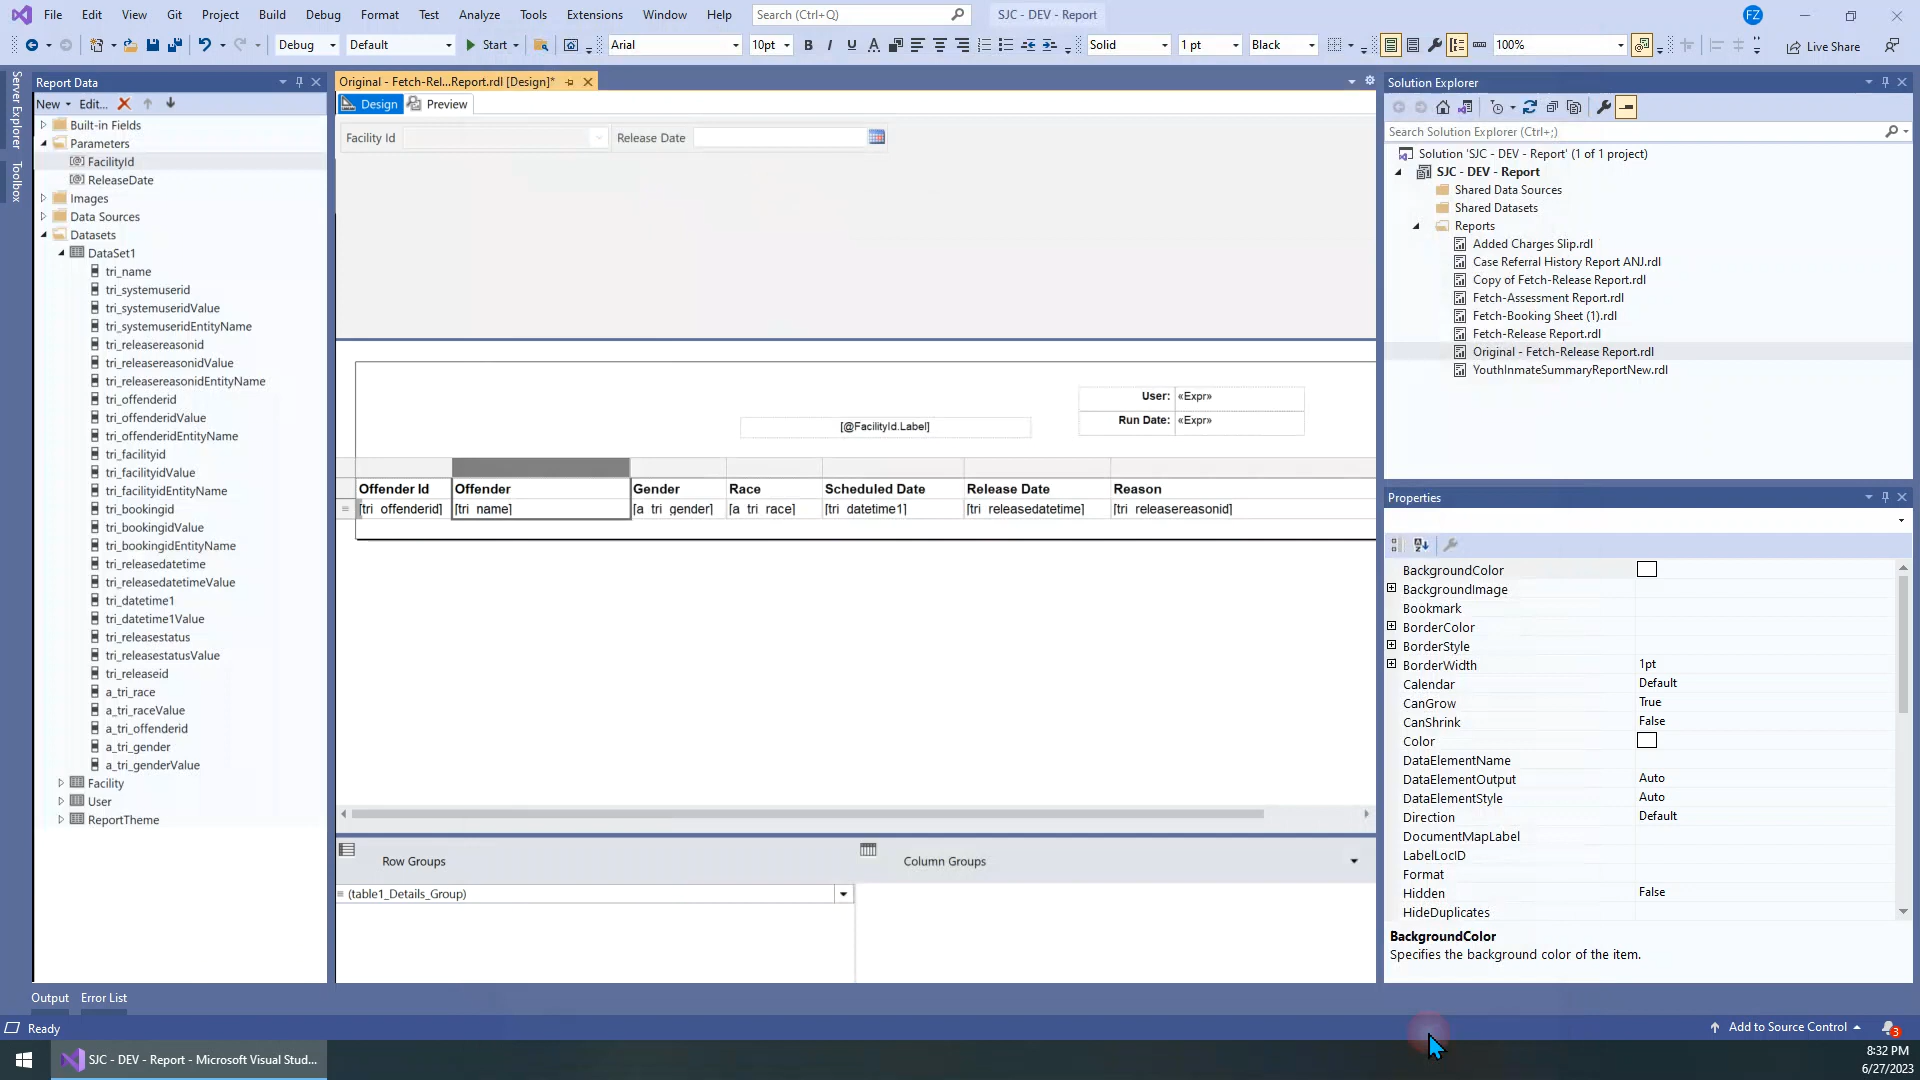 File Edit View Git Project Build Debug Format Test Analyze Tools Extensions Window Help Search (Ctrl+Q) SJC - DEV - Report FZ
Debug Default Start Arial 10pt B I U A Solid 1 pt Black 100% Live Share
Server Explorer
Toolbox
Report Data
New Edit...
Built-in Fields
Parameters
FacilityId
ReleaseDate
Images
Data Sources
Datasets
DataSet1
tri_name
tri_systemuserid
tri_systemuseridValue
tri_systemuseridEntityName
tri_releasereasonid
tri_releasereasonidValue
tri_releasereasonidEntityName
tri_offenderid
tri_offenderidValue
tri_offenderidEntityName
tri_facilityid
tri_facilityidValue
tri_facilityidEntityName
tri_bookingid
tri_bookingidValue
tri_bookingidEntityName
tri_releasedatetime
tri_releasedatetimeValue
tri_datetime1
tri_datetime1Value
tri_releasestatus
tri_releasestatusValue
tri_releaseid
a_tri_race
a_tri_raceValue
a_tri_offenderid
a_tri_gender
a_tri_genderValue
Facility
User
ReportTheme
Original - Fetch-Rel...Report.rdl [Design]*
Design Preview
Facility Id Release Date
User: «Expr»
Run Date: «Expr»
[@FacilityId.Label]
Offender Id Offender Gender Race Scheduled Date Release Date Reason
[tri_offenderid] [tri_name] [a_tri_gender] [a_tri_race] [tri_datetime1] [tri_releasedatetime] [tri_releasereasonid]
Row Groups Column Groups
(table1_Details_Group)
Solution Explorer
Search Solution Explorer (Ctrl+;)
Solution 'SJC - DEV - Report' (1 of 1 project)
SJC - DEV - Report
Shared Data Sources
Shared Datasets
Reports
Added Charges Slip.rdl
Case Referral History Report ANJ.rdl
Copy of Fetch-Release Report.rdl
Fetch-Assessment Report.rdl
Fetch-Booking Sheet (1).rdl
Fetch-Release Report.rdl
Original - Fetch-Release Report.rdl
YouthInmateSummaryReportNew.rdl
Properties
BackgroundColor
BackgroundImage
Bookmark
BorderColor
BorderStyle
BorderWidth 1pt
Calendar Default
CanGrow True
CanShrink False
Color
DataElementName
DataElementOutput Auto
DataElementStyle Auto
Direction Default
DocumentMapLabel
LabelLocID
Format
Hidden False
HideDuplicates
BackgroundColor
Specifies the background color of the item.
Output Error List
Ready Add to Source Control 3
SJC - DEV - Report - Microsoft Visual Stud...
8:32 PM
6/27/2023